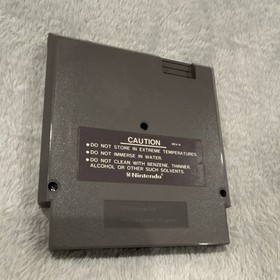 CAUTION
• DO NOT STORE IN EXTREME TEMPERATURES.
• DO NOT IMMERSE IN WATER.
• DO NOT CLEAN WITH BENZENE, THINNER,
ALCOHOL OR OTHER SUCH SOLVENTS.
Nintendo